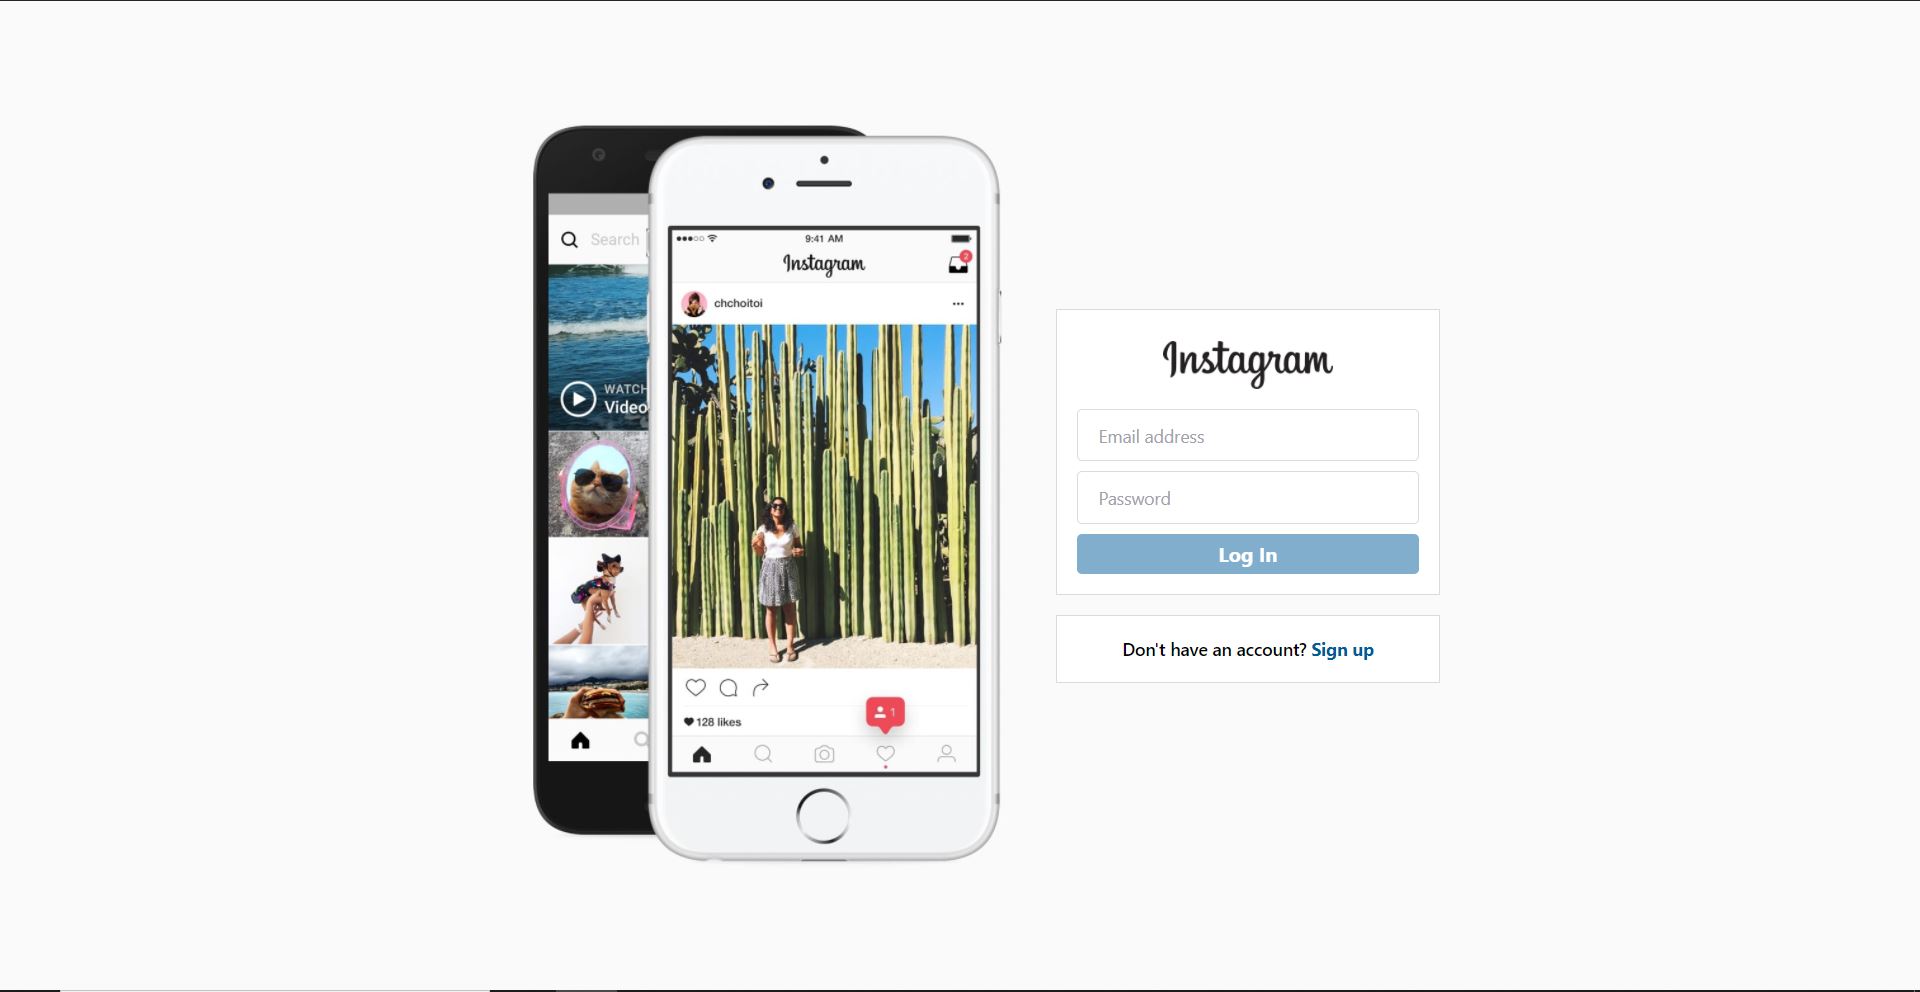 Search
WATCH
Video
9:41 AM
Instagram
2
chchoitoi
128 likes
1
Instagram
Email address
Password
Log In
Don't have an account? Sign up